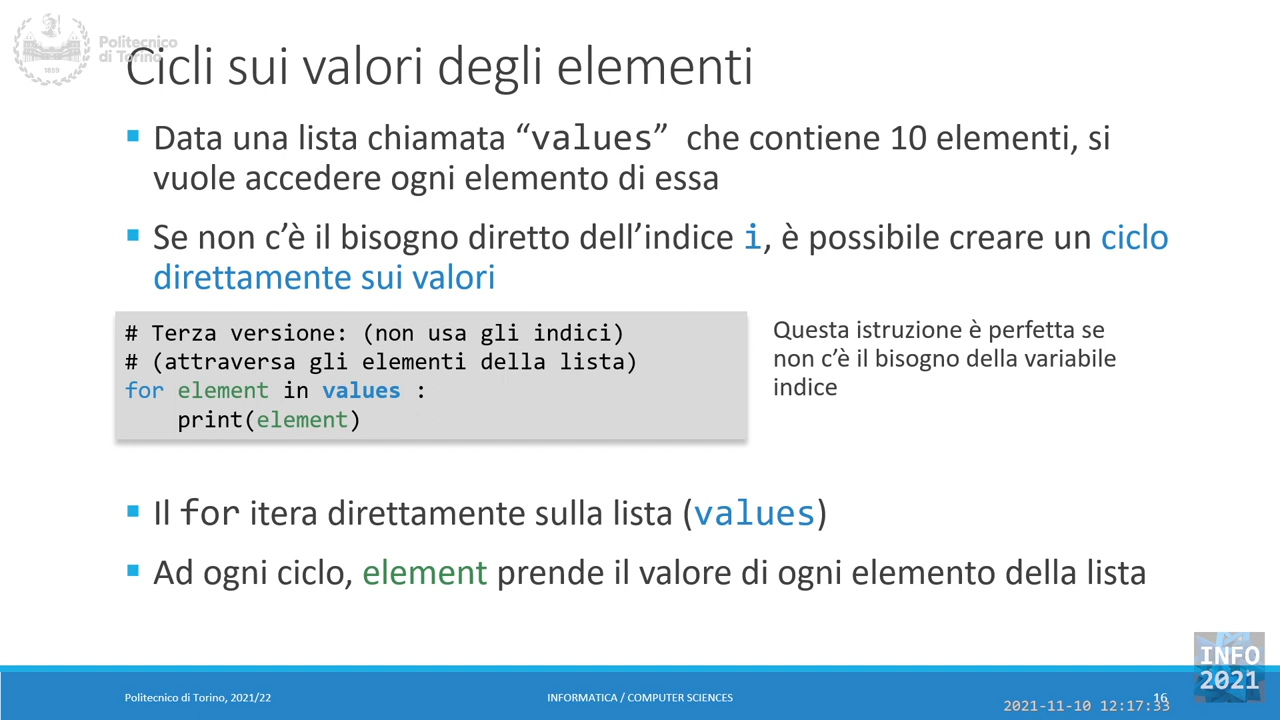 Politecnico
di Torino
1859
Cicli sui valori degli elementi
Data una lista chiamata “values” che contiene 10 elementi, si
vuole accedere ogni elemento di essa
Se non c’è il bisogno diretto dell’indice i, è possibile creare un ciclo
direttamente sui valori
# Terza versione: (non usa gli indici)
# (attraversa gli elementi della lista)
for element in values :
    print(element)
Questa istruzione è perfetta se
non c’è il bisogno della variabile
indice
Il for itera direttamente sulla lista (values)
Ad ogni ciclo, element prende il valore di ogni elemento della lista
Politecnico di Torino, 2021/22
INFORMATICA / COMPUTER SCIENCES
16
INFO
2021
2021-11-10 12:17:33